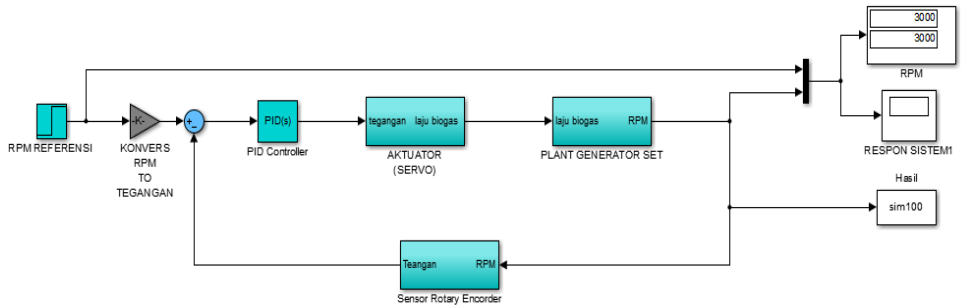 3000
3000
RPM
RPM REFERENSI
-K-
KONVERS
RPM
TO
TEGANGAN
+
-
PID(s)
PID Controller
tegangan laju biogas
AKTUATOR
(SERVO)
laju biogas RPM
PLANT GENERATOR SET
RESPON SISTEM1
Hasil
sim100
Teangan RPM
Sensor Rotary Encorder